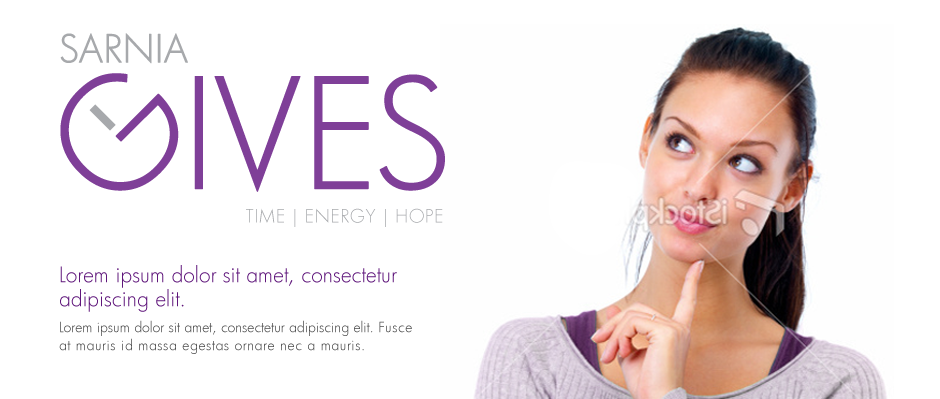 SARNIA
GIVES
TIME | ENERGY | HOPE
Lorem ipsum dolor sit amet, consectetur
adipiscing elit.
Lorem ipsum dolor sit amet, consectetur adipiscing elit. Fusce
at mauris id massa egestas ornare nec a mauris.
iStockp